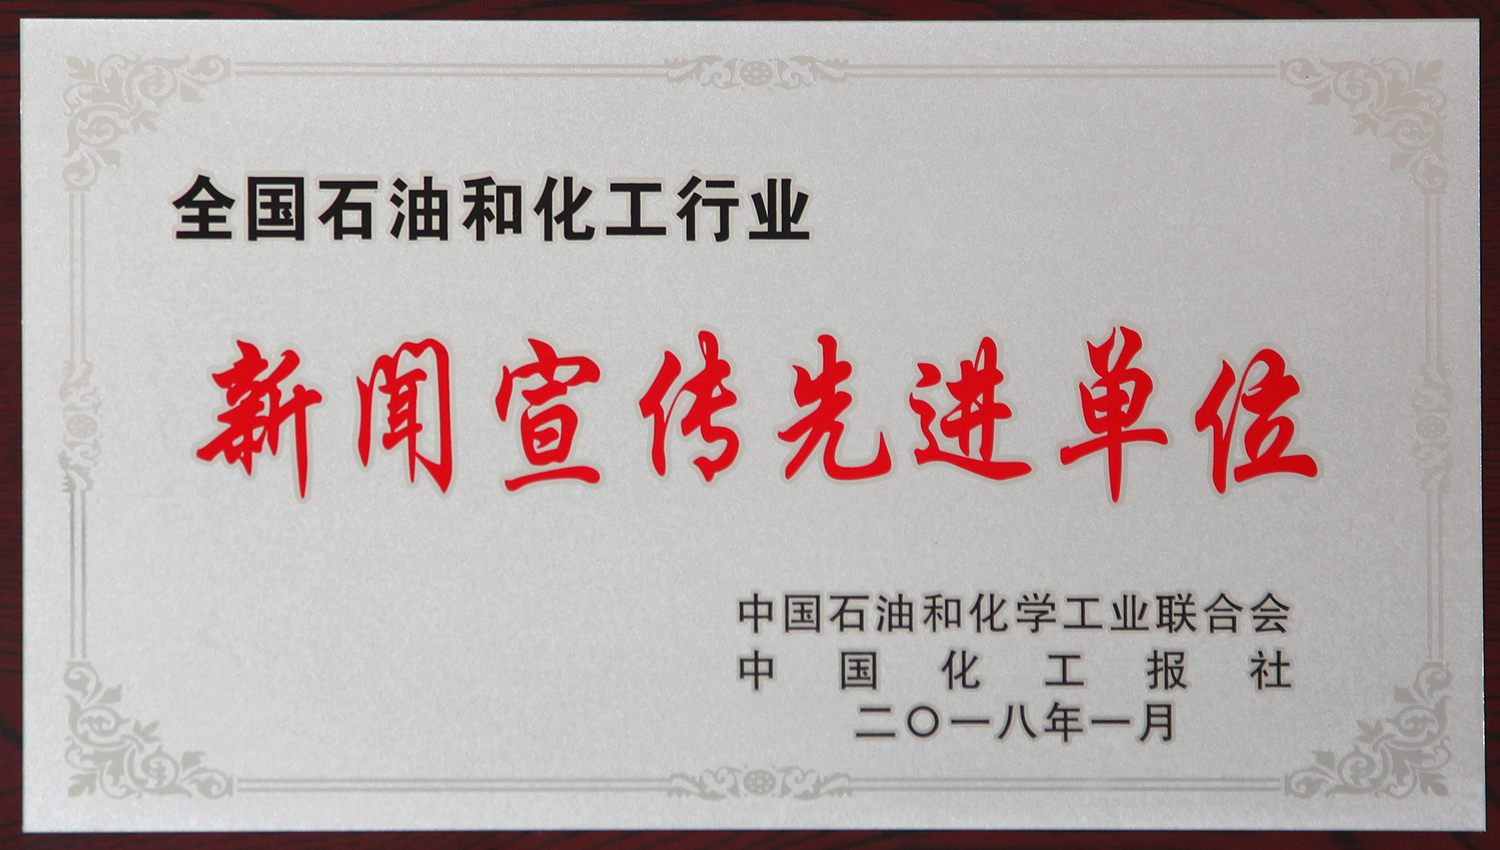 全国石油和化工行业
新闻宣传先进单位
中国石油和化学工业联合会
中国化工报社
二〇一八年一月